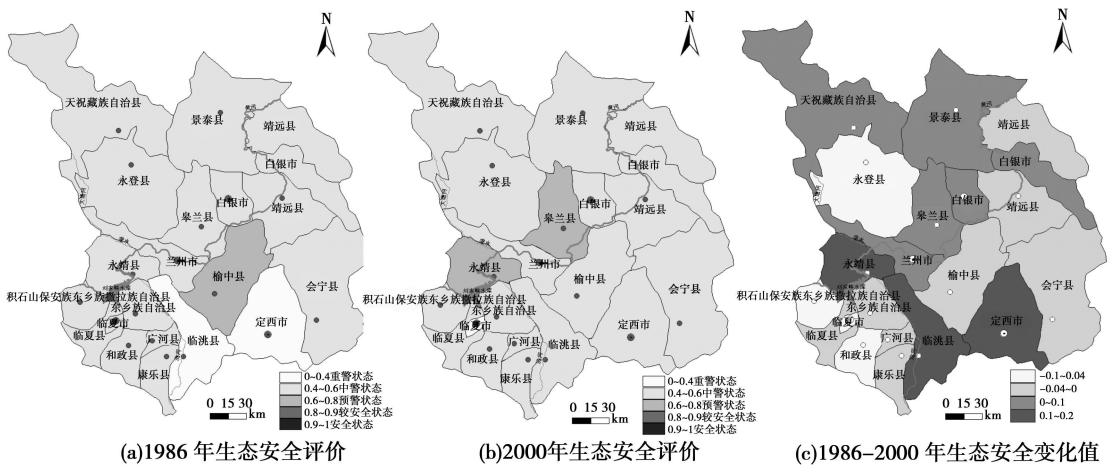 N
天祝藏族自治县
景泰县
靖远县
白银市
永登县
白银市
皋兰县
靖远县
兰州市
永靖县
榆中县
会宁县
刘家峡水库
积石山保安族东乡族撒拉族自治县
东乡族自治县
临夏市
定西市
临夏县
广河县
临洮县
和政县
康乐县
0~0.4重警状态
0.4~0.6中警状态
0.6~0.8预警状态
0.8~0.9较安全状态
0.9~1安全状态
0 15 30
km
(a)1986 年生态安全评价
N
天祝藏族自治县
景泰县
靖远县
白银市
永登县
白银市
皋兰县
靖远县
兰州市
永靖县
榆中县
会宁县
刘家峡水库
积石山保安族东乡族撒拉族自治县
东乡族自治县
临夏市
定西市
临夏县
广河县
临洮县
和政县
康乐县
0~0.4重警状态
0.4~0.6中警状态
0.6~0.8预警状态
0.8~0.9较安全状态
0.9~1安全状态
0 15 30
km
(b)2000年生态安全评价
N
天祝藏族自治县
景泰县
靖远县
白银市
永登县
白银市
皋兰县
靖远县
兰州市
永靖县
榆中县
会宁县
积石山保安族东乡族撒拉族自治县
东乡族自治县
临夏市
定西市
临夏县
广河县
临洮县
和政县
康乐县
-0.1~0.04
-0.04~0
0~0.1
0.1~0.2
0 15 30
km
(c)1986-2000 年生态安全变化值